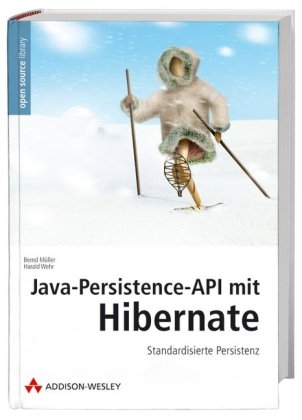 open source library
Bernd Müller
Harald Wehr
Java-Persistence-API mit
Hibernate
Standardisierte Persistenz
ADDISON-WESLEY